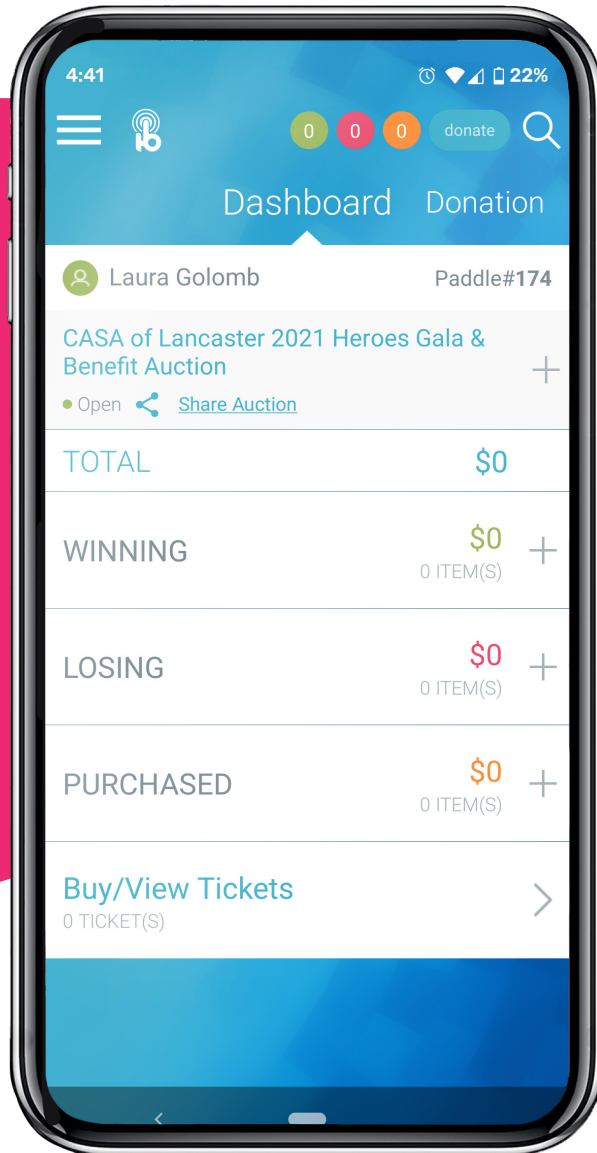 4:41
22%
0
0
0
donate
Dashboard
Donation
Laura Golomb
Paddle#174
CASA of Lancaster 2021 Heroes Gala &
Benefit Auction
Open
Share Auction
TOTAL
$0
WINNING
$0
0 ITEM(S)
LOSING
$0
0 ITEM(S)
PURCHASED
$0
0 ITEM(S)
Buy/View Tickets
0 TICKET(S)